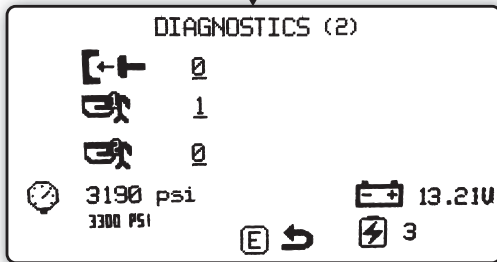 DIAGNOSTICS (2)
0
1
0
3190 psi
13.21V
3300 PSI
E
3